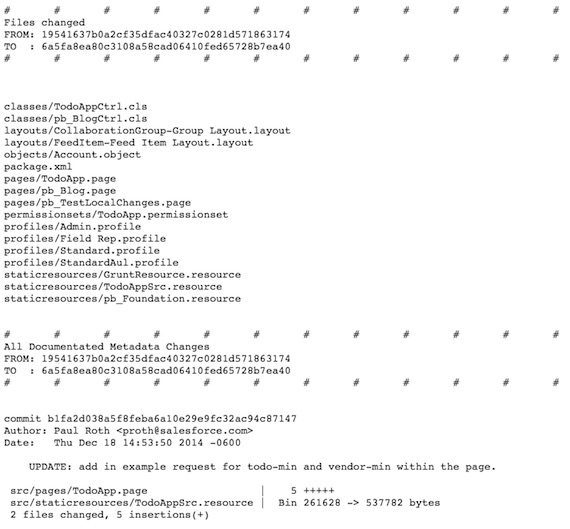 # # # # # # # # # # # #
Files changed
FROM: 19541637b0a2cf35dfac40327c0281d571863174
TO  : 6a5fa8ea80c3108a58cad06410fed65728b7ea40
# # # # # # # # # # # #
classes/TodoAppCtrl.cls
classes/pb_BlogCtrl.cls
layouts/CollaborationGroup-Group Layout.layout
layouts/FeedItem-Feed Item Layout.layout
objects/Account.object
package.xml
pages/TodoApp.page
pages/pb_Blog.page
pages/pb_TestLocalChanges.page
permissionsets/TodoApp.permissionset
profiles/Admin.profile
profiles/Field Rep.profile
profiles/Standard.profile
profiles/StandardAul.profile
staticresources/GruntResource.resource
staticresources/TodoAppSrc.resource
staticresources/pb_Foundation.resource
# # # # # # # # # # # #
All Documentated Metadata Changes
FROM: 19541637b0a2cf35dfac40327c0281d571863174
TO  : 6a5fa8ea80c3108a58cad06410fed65728b7ea40
# # # # # # # # # # # #
commit b1fa2d038a5f8feba6a10e29e9fc32ac94c87147
Author: Paul Roth <proth@salesforce.com>
Date:   Thu Dec 18 14:53:50 2014 -0600
UPDATE: add in example request for todo-min and vendor-min within the page.
src/pages/TodoApp.page | 5 +++++
src/staticresources/TodoAppSrc.resource | Bin 261628 -> 537782 bytes
2 files changed, 5 insertions(+)